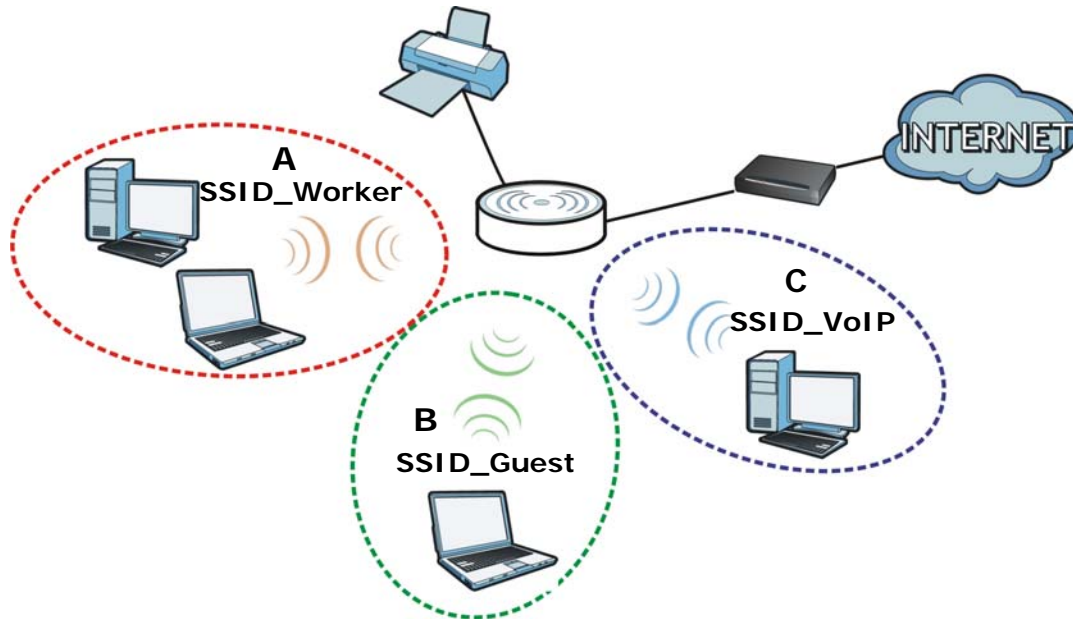 INTERNET
A
SSID_Worker
C
SSID_VoIP
B
SSID_Guest